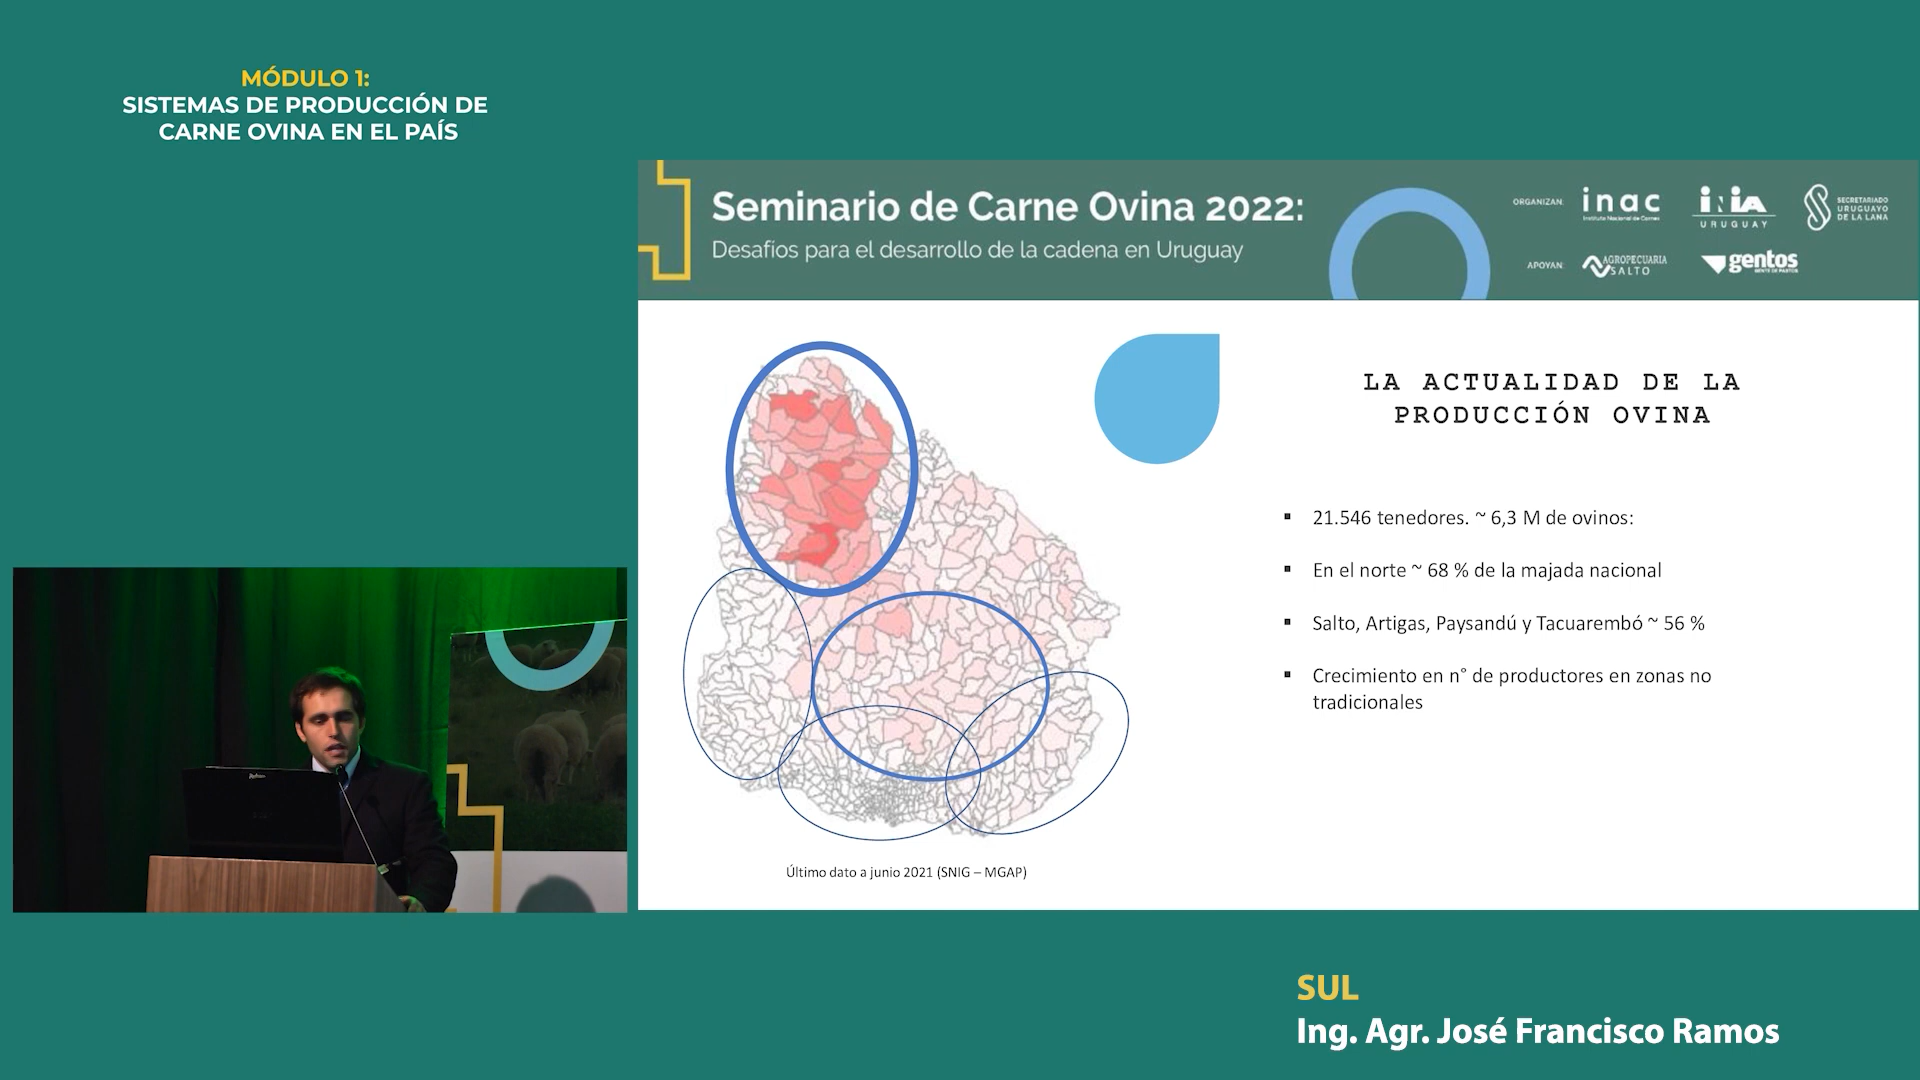 MÓDULO 1:
SISTEMAS DE PRODUCCIÓN DE
CARNE OVINA EN EL PAÍS
Seminario de Carne Ovina 2022:
Desafíos para el desarrollo de la cadena en Uruguay
ORGANIZAN:
inac
Instituto Nacional de Carnes
iNiA
URUGUAY
SECRETARIADO
URUGUAYO
DE LA LANA
APOYAN:
AGROPECUARIA
SALTO
gentos
GENTE DE PASTOS
LA ACTUALIDAD DE LA
PRODUCCIÓN OVINA
▪ 21.546 tenedores. ~ 6,3 M de ovinos:
▪ En el norte ~ 68 % de la majada nacional
▪ Salto, Artigas, Paysandú y Tacuarembó ~ 56 %
▪ Crecimiento en n° de productores en zonas no
tradicionales
Último dato a junio 2021 (SNIG – MGAP)
SUL
Ing. Agr. José Francisco Ramos